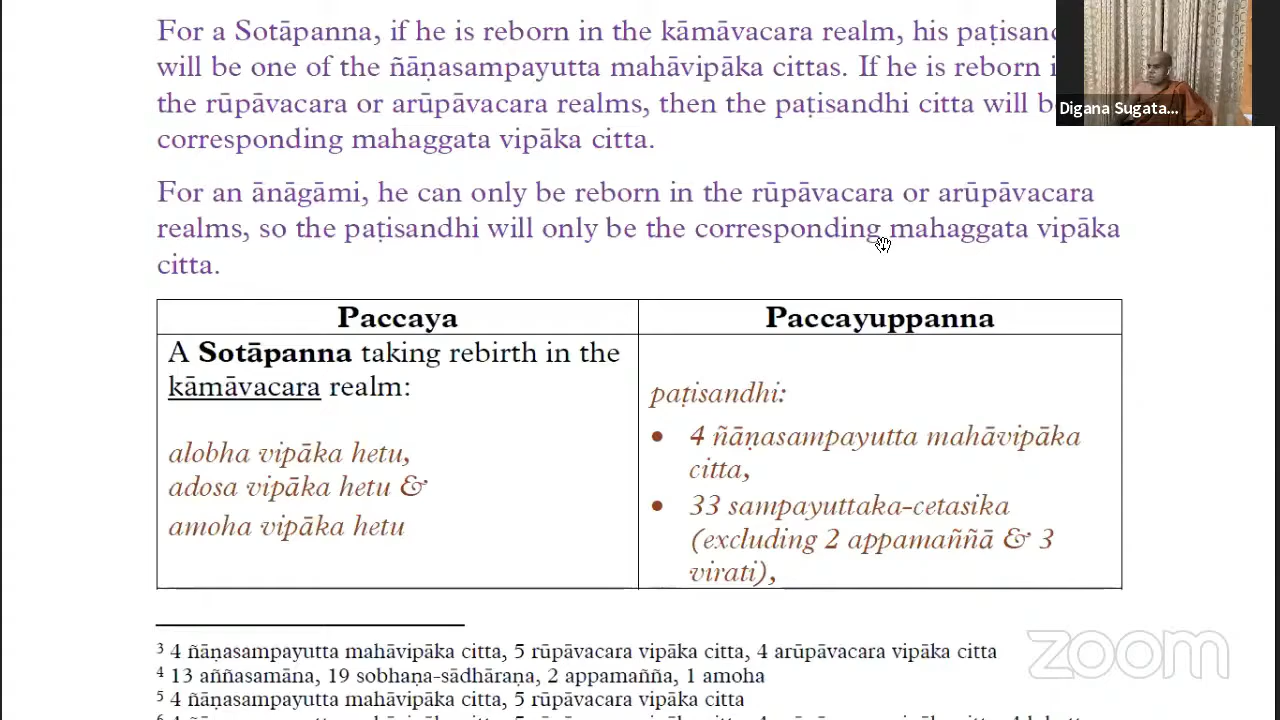 For a Sotāpanna, if he is reborn in the kāmāvacara realm, his
will be one of the ñāṇasampayutta mahāvipāka cittas. If he is reborn
the rūpāvacara or arūpāvacara realms, then the paṭisandhi citta will
corresponding mahaggata vipāka citta.
Digana Sugata...
For an ānāgāmi, he can only be reborn in the rūpāvacara or arūpāvacara
realms, so the paṭisandhi will only be the corresponding mahaggata vipāka
citta.
Paccaya
Paccayuppanna
A Sotāpanna taking rebirth in the
kāmāvacara realm:
alobha vipāka hetu,
adosa vipāka hetu &
amoha vipāka hetu
paṭisandhi:
• 4 ñāṇasampayutta mahāvipāka
citta,
• 33 sampayuttaka-cetasika
(excluding 2 appamaññā & 3
virati),
3 4 ñāṇasampayutta mahāvipāka citta, 5 rūpāvacara vipāka citta, 4 arūpāvacara vipāka citta
4 13 aññasamāna, 19 sobhaṇa-sādhāraṇa, 2 appamañña, 1 amoha
5 4 ñāṇasampayutta mahāvipāka citta, 5 rūpāvacara vipāka citta
zoom